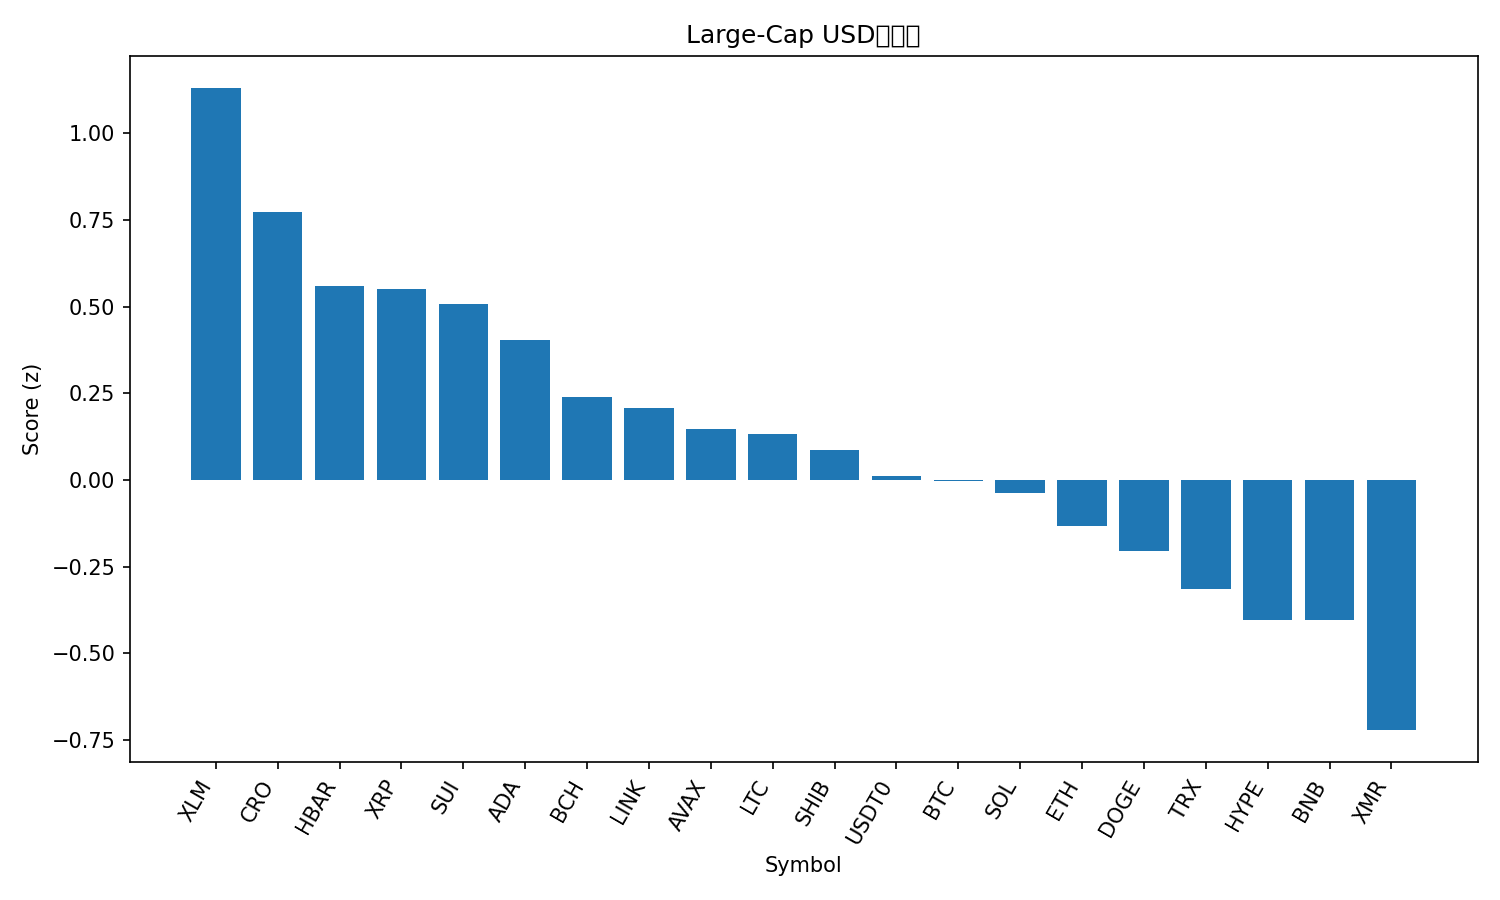 Large-Cap USD
Score (z)
1.00
0.75
0.50
0.25
0.00
−0.25
−0.50
−0.75
XLM
CRO
HBAR
XRP
SUI
ADA
BCH
LINK
AVAX
LTC
SHIB
USDT0
BTC
SOL
ETH
DOGE
TRX
HYPE
BNB
XMR
Symbol